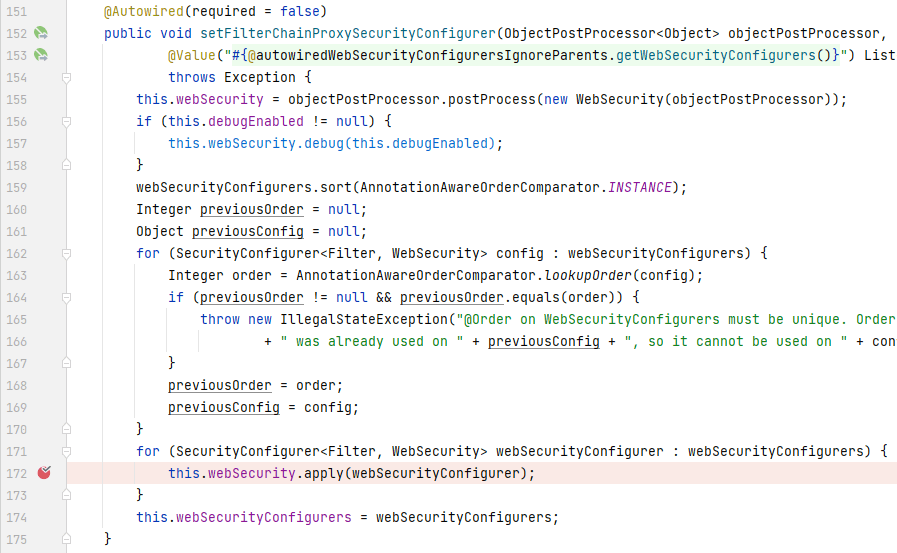 151 @Autowired(required = false)
152 public void setFilterChainProxySecurityConfigurer(ObjectPostProcessor<Object> objectPostProcessor,
153 @Value("#{@autowiredWebSecurityConfigurersIgnoreParents.getWebSecurityConfigurers()}") List
154 throws Exception {
155 this.webSecurity = objectPostProcessor.postProcess(new WebSecurity(objectPostProcessor));
156 if (this.debugEnabled != null) {
157 this.webSecurity.debug(this.debugEnabled);
158 }
159 webSecurityConfigurers.sort(AnnotationAwareOrderComparator.INSTANCE);
160 Integer previousOrder = null;
161 Object previousConfig = null;
162 for (SecurityConfigurer<Filter, WebSecurity> config : webSecurityConfigurers) {
163 Integer order = AnnotationAwareOrderComparator.lookupOrder(config);
164 if (previousOrder != null && previousOrder.equals(order)) {
165 throw new IllegalStateException("@Order on WebSecurityConfigurers must be unique. Order
166 + " was already used on " + previousConfig + ", so it cannot be used on " + con
167 }
168 previousOrder = order;
169 previousConfig = config;
170 }
171 for (SecurityConfigurer<Filter, WebSecurity> webSecurityConfigurer : webSecurityConfigurers) {
172 this.webSecurity.apply(webSecurityConfigurer);
173 }
174 this.webSecurityConfigurers = webSecurityConfigurers;
175 }